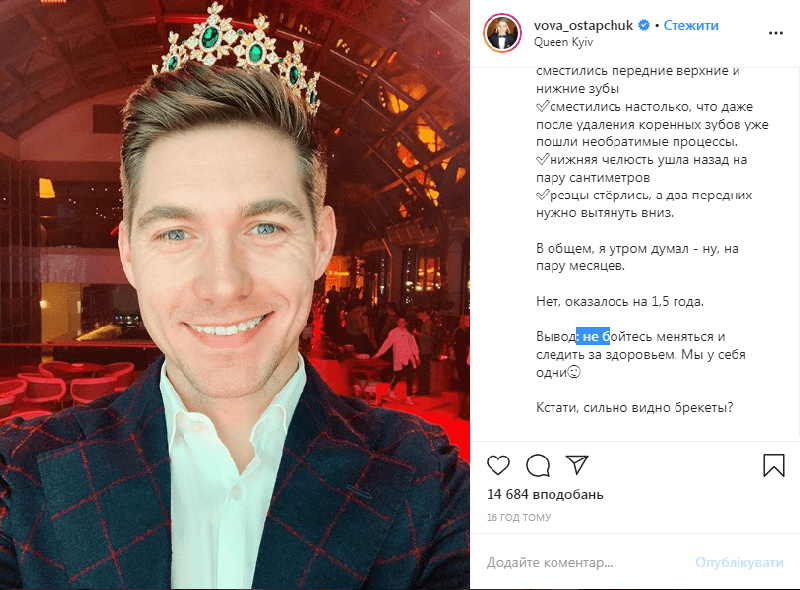 vova_ostapchuk • Стежити
Queen Kyiv
сместились передние верхние и
нижние зубы
✓сместились настолько, что даже
после удаления коренных зубов уже
пошли необратимые процессы.
✓нижняя челюсть ушла назад на
пару сантиметров
✓резцы стёрлись, а два передних
нужно вытянуть вниз.
В общем, я утром думал - ну, на
пару месяцев.
Нет, оказалось на 1,5 года.
Вывод: не бойтесь меняться и
следить за здоровьем. Мы у себя
одни😉
Кстати, сильно видно брекеты?
14 684 вподобань
16 ГОД ТОМУ
Додайте коментар... Опублікувати